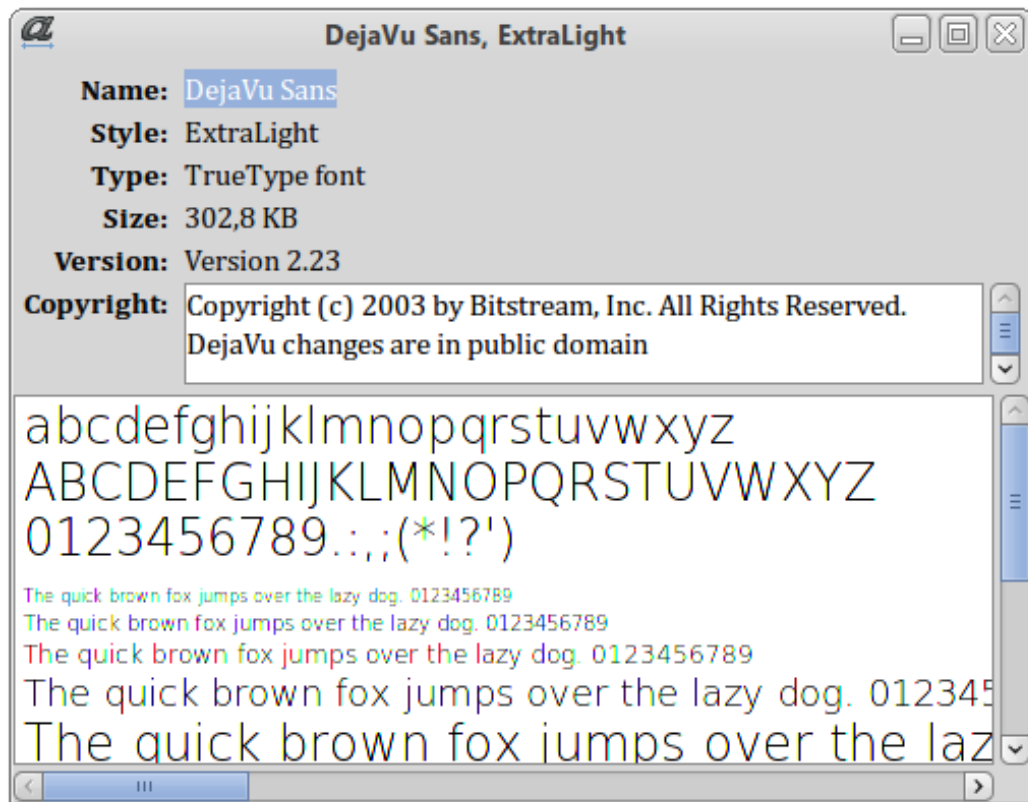 DejaVu Sans, ExtraLight
Name: DejaVu Sans
Style: ExtraLight
Type: TrueType font
Size: 302,8 KB
Version: Version 2.23
Copyright: Copyright (c) 2003 by Bitstream, Inc. All Rights Reserved.
DejaVu changes are in public domain
abcdefghijklmnopqrstuvwxyz
ABCDEFGHIJKLMNOPQRSTUVWXYZ
0123456789.:,;(*!?')
The quick brown fox jumps over the lazy dog. 0123456789
The quick brown fox jumps over the lazy dog. 0123456789
The quick brown fox jumps over the lazy dog. 0123456789
The quick brown fox jumps over the lazy dog. 012345
The quick brown fox jumps over the laz